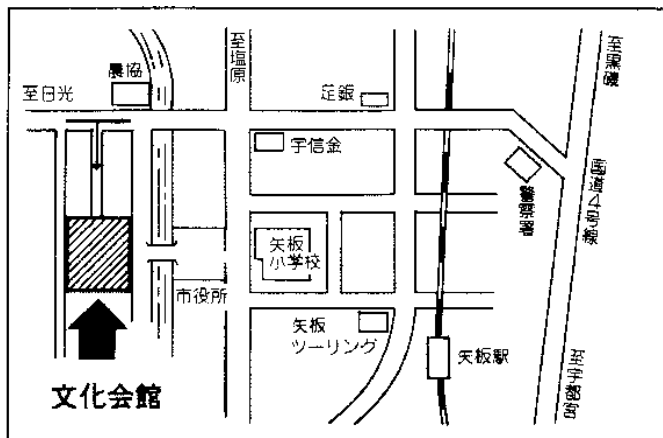 至塩原
至黒磯
農協
至日光
足銀
宇信金
国道4号線
警察署
矢板
小学校
市役所
矢板
ツーリング
矢板駅
至宇都宮
文化会館